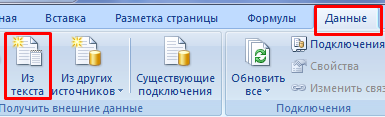 ная Вставка Разметка страницы Формулы Данные
Из текста
Из других источников
Существующие подключения
Получить внешние данные
Обновить все
Подключения
Свойства
Изменить связ
Подключения